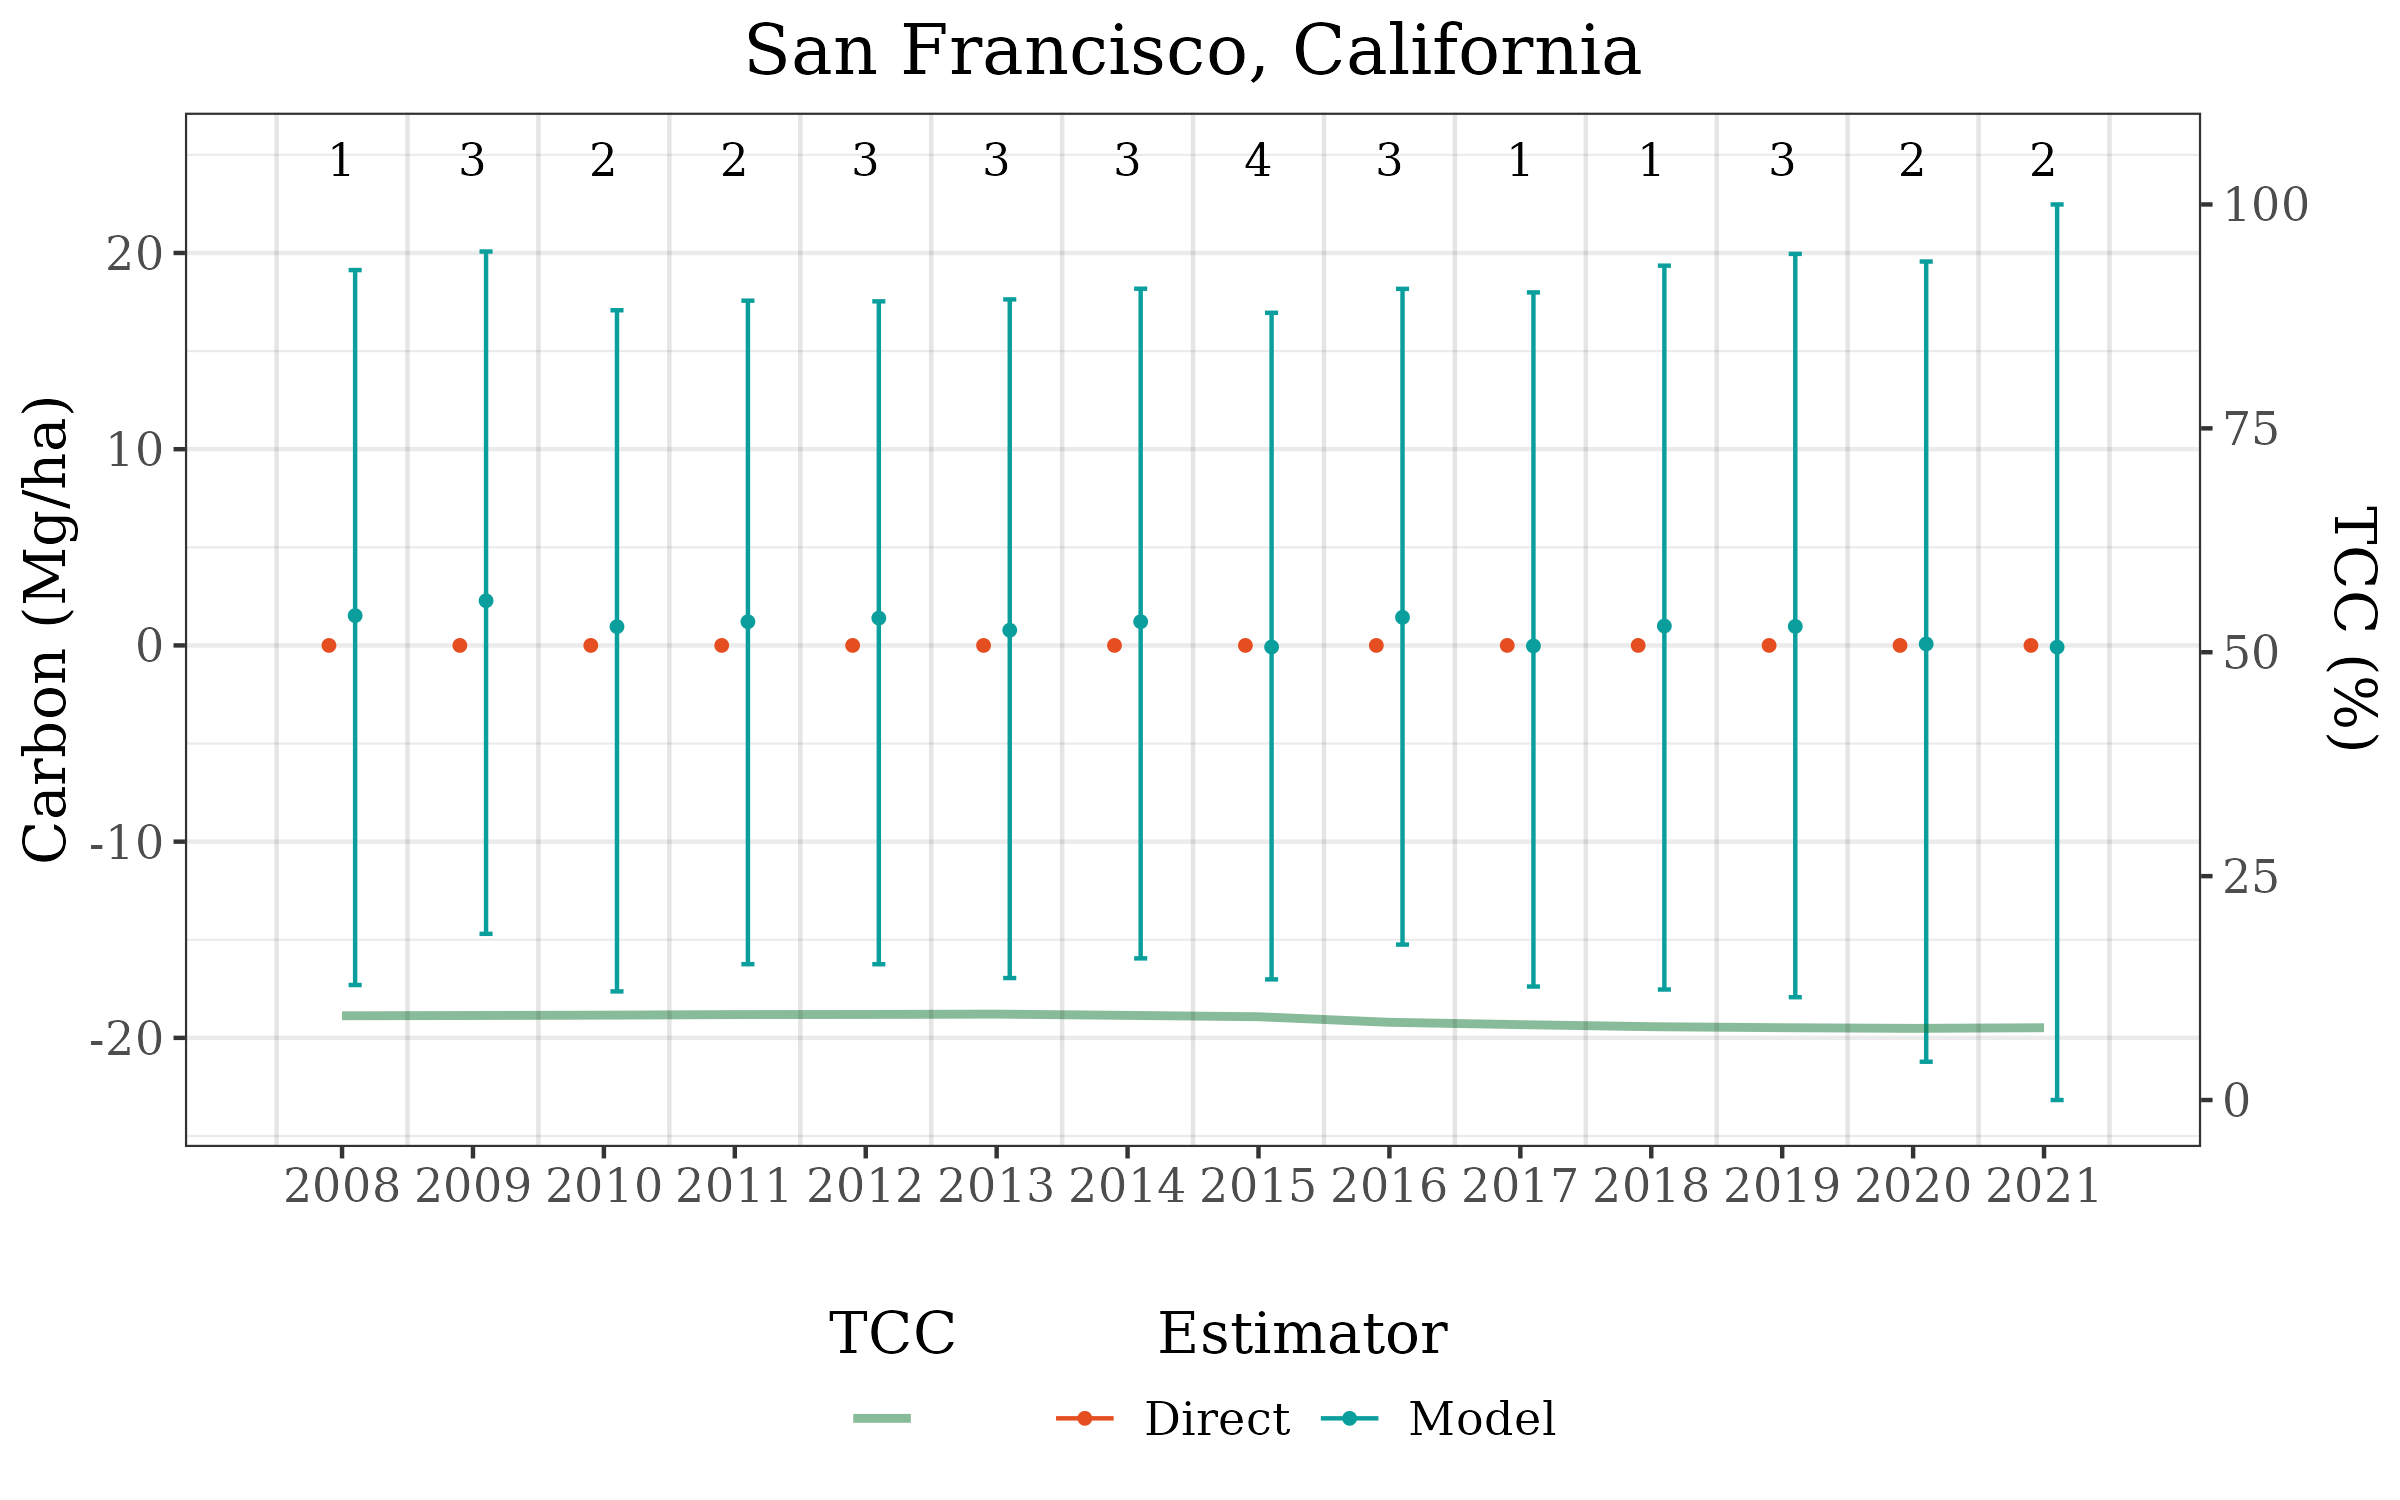 San Francisco, California
1 3 2 2 3 3 3 4 3 1 1 3 2 2
Carbon (Mg/ha)
20
10
0
-10
-20
100
75
50
25
0
TCC (%)
2008 2009 2010 2011 2012 2013 2014 2015 2016 2017 2018 2019 2020 2021
TCC Estimator
Direct Model